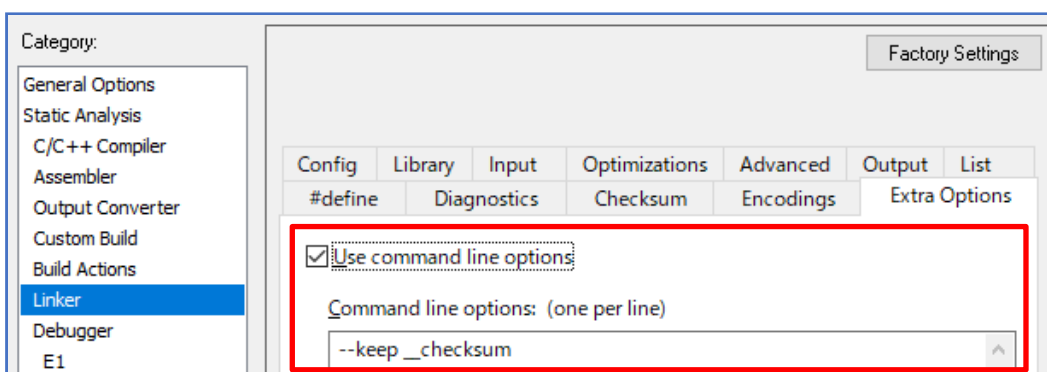 Category:
General Options
Static Analysis
C/C++ Compiler
Assembler
Output Converter
Custom Build
Build Actions
Linker
Debugger
E1
Factory Settings
Config Library Input Optimizations Advanced Output List
#define Diagnostics Checksum Encodings Extra Options
Use command line options
Command line options: (one per line)
--keep __checksum